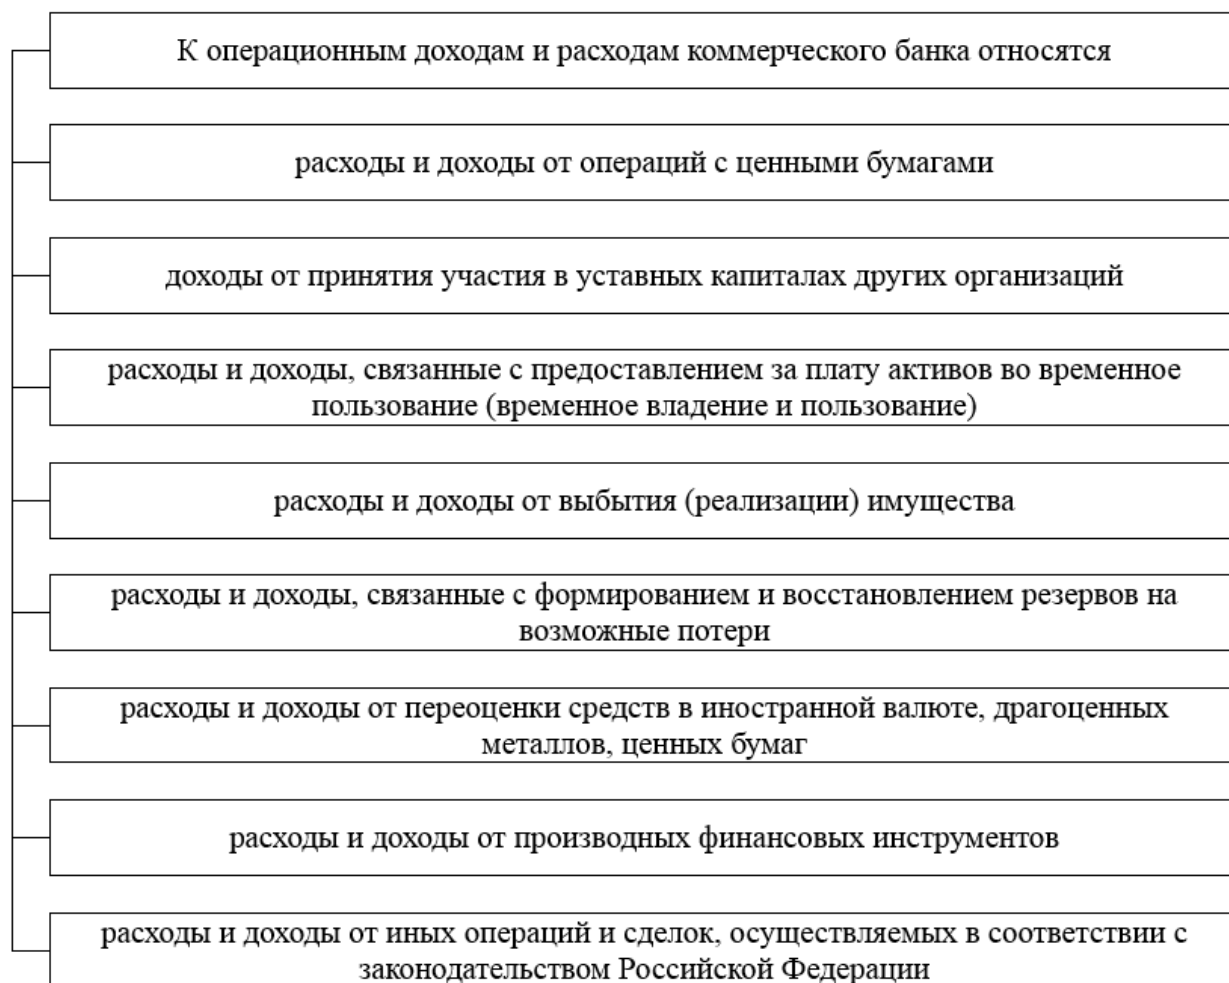 К операционным доходам и расходам коммерческого банка относятся
расходы и доходы от операций с ценными бумагами
доходы от принятия участия в уставных капиталах других организаций
расходы и доходы, связанные с предоставлением за плату активов во временное
пользование (временное владение и пользование)
расходы и доходы от выбытия (реализации) имущества
расходы и доходы, связанные с формированием и восстановлением резервов на
возможные потери
расходы и доходы от переоценки средств в иностранной валюте, драгоценных
металлов, ценных бумаг
расходы и доходы от производных финансовых инструментов
расходы и доходы от иных операций и сделок, осуществляемых в соответствии с
законодательством Российской Федерации